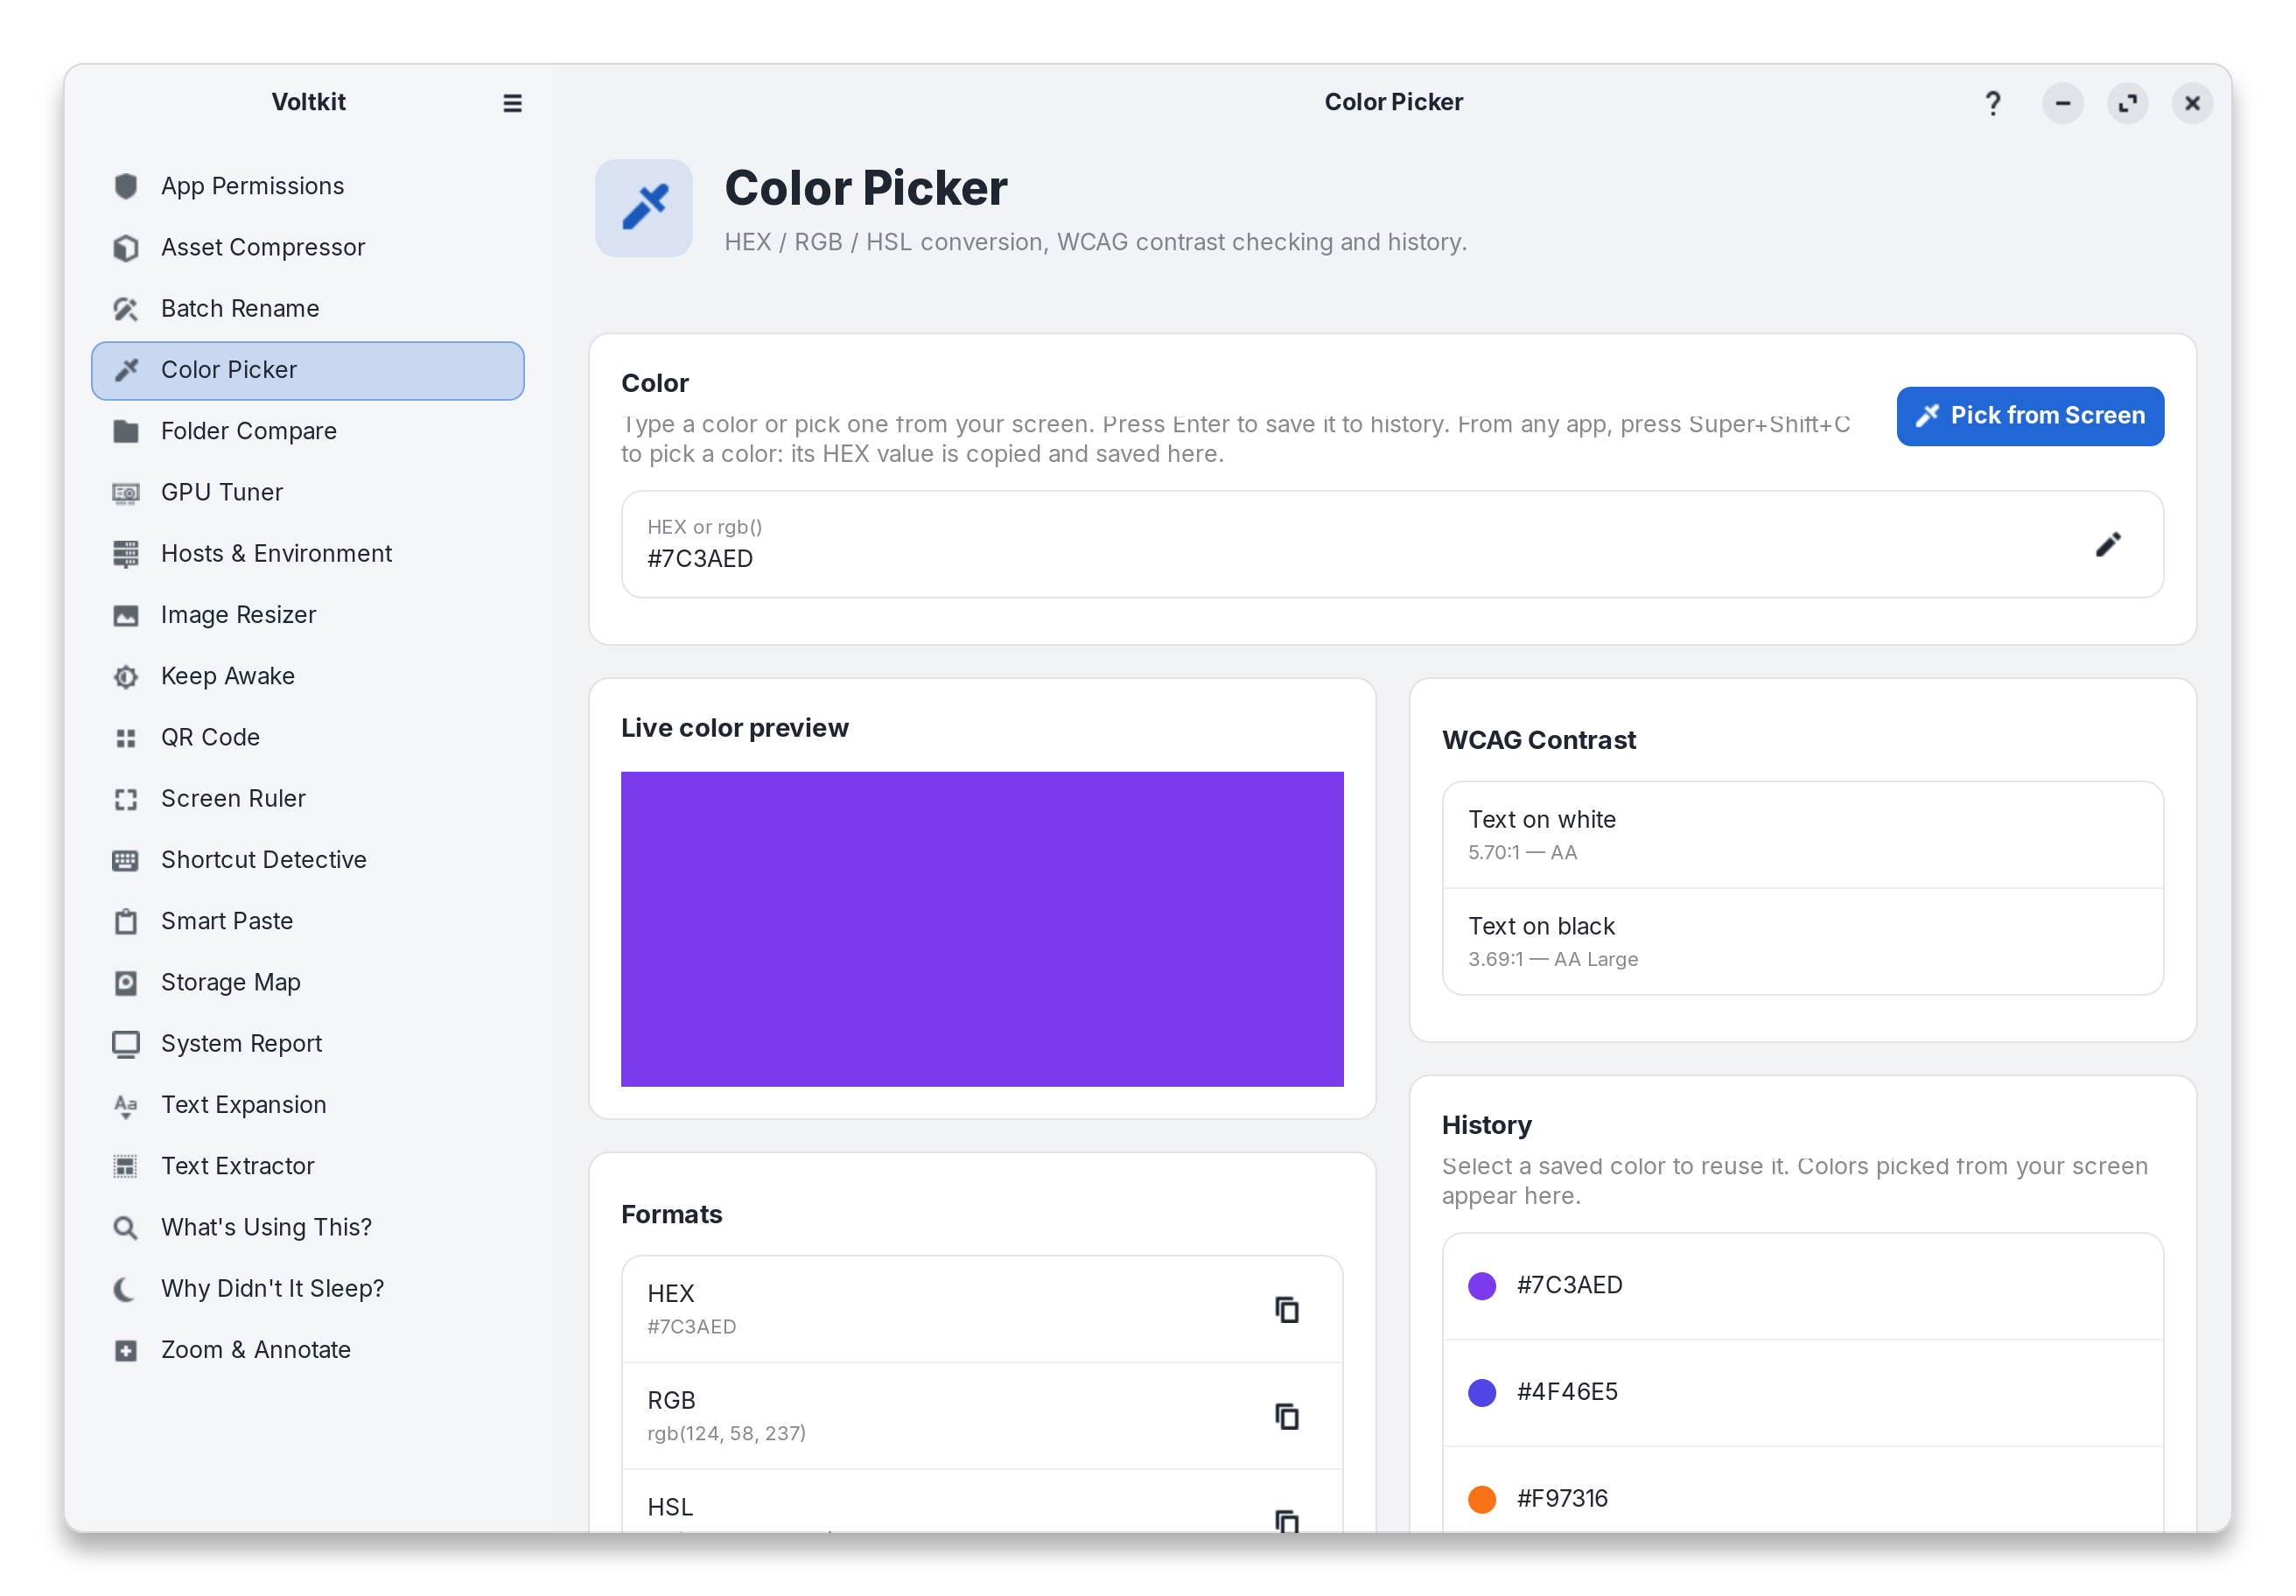 Voltkit
App Permissions
Asset Compressor
Batch Rename
Color Picker
Folder Compare
GPU Tuner
Hosts & Environment
Image Resizer
Keep Awake
QR Code
Screen Ruler
Shortcut Detective
Smart Paste
Storage Map
System Report
Text Expansion
Text Extractor
What's Using This?
Why Didn't It Sleep?
Zoom & Annotate
Color Picker
?
Color Picker
HEX / RGB / HSL conversion, WCAG contrast checking and history.
Color
Type a color or pick one from your screen. Press Enter to save it to history. From any app, press Super+Shift+C
to pick a color: its HEX value is copied and saved here.
Pick from Screen
HEX or rgb()
#7C3AED
Live color preview
Formats
HEX
#7C3AED
RGB
rgb(124, 58, 237)
HSL
WCAG Contrast
Text on white
5.70:1 — AA
Text on black
3.69:1 — AA Large
History
Select a saved color to reuse it. Colors picked from your screen
appear here.
#7C3AED
#4F46E5
#F97316